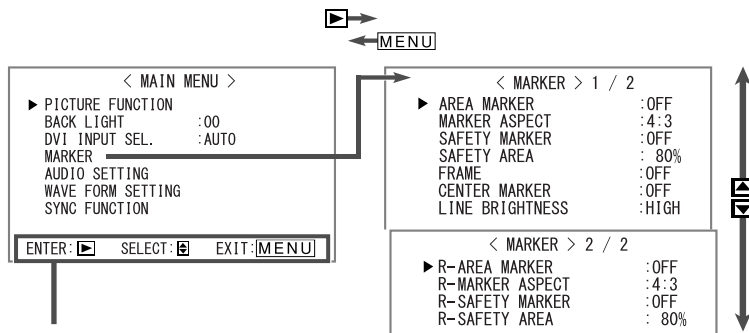 ▶
MENU
< MAIN MENU >
▶ PICTURE FUNCTION
BACK LIGHT :00
DVI INPUT SEL. :AUTO
MARKER
AUDIO SETTING
WAVE FORM SETTING
SYNC FUNCTION
ENTER: ▶ SELECT: ⬍ EXIT: MENU
< MARKER > 1 / 2
▶ AREA MARKER :OFF
MARKER ASPECT :4:3
SAFETY MARKER :OFF
SAFETY AREA : 80%
FRAME :OFF
CENTER MARKER :OFF
LINE BRIGHTNESS :HIGH
< MARKER > 2 / 2
▶ R-AREA MARKER :OFF
R-MARKER ASPECT :4:3
R-SAFETY MARKER :OFF
R-SAFETY AREA : 80%